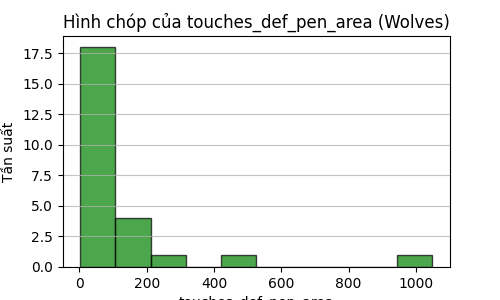 Hình chóp của touches_def_pen_area (Wolves)
Tần suất
17.5
15.0
12.5
10.0
7.5
5.0
2.5
0.0
0 200 400 600 800 1000
touches_def_pen_area